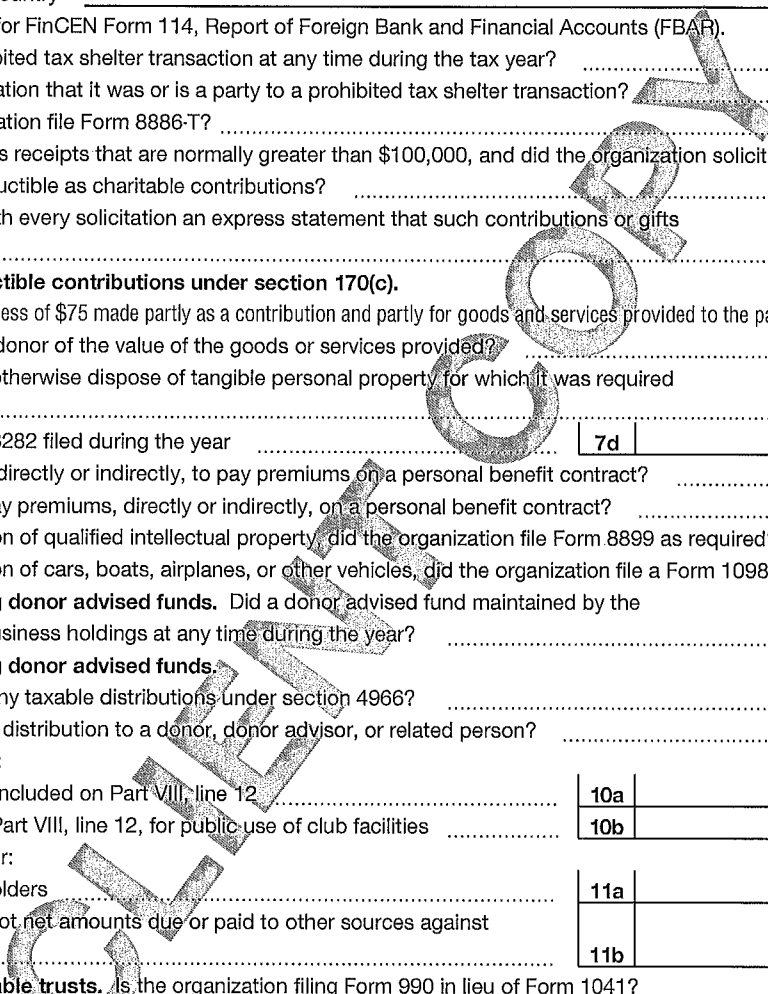 for FinCEN Form 114, Report of Foreign Bank and Financial Accounts (FBAR).
bited tax shelter transaction at any time during the tax year?
ation that it was or is a party to a prohibited tax shelter transaction?
ation file Form 8886-T?
s receipts that are normally greater than $100,000, and did the organization solicit
uctible as charitable contributions?
th every solicitation an express statement that such contributions or gifts
ctible contributions under section 170(c).
ess of $75 made partly as a contribution and partly for goods and services provided to the pa
donor of the value of the goods or services provided?
otherwise dispose of tangible personal property for which it was required
8282 filed during the year 7d
directly or indirectly, to pay premiums on a personal benefit contract?
y premiums, directly or indirectly, on a personal benefit contract?
on of qualified intellectual property, did the organization file Form 8899 as required?
on of cars, boats, airplanes, or other vehicles, did the organization file a Form 1098
g donor advised funds. Did a donor advised fund maintained by the
usiness holdings at any time during the year?
g donor advised funds.
ny taxable distributions under section 4966?
distribution to a donor, donor advisor, or related person?
:
ncluded on Part VIII, line 12 10a
Part VIII, line 12, for public use of club facilities 10b
r:
olders 11a
ot net amounts due or paid to other sources against
11b
able trusts. Is the organization filing Form 990 in lieu of Form 1041?
CLIENT COPY